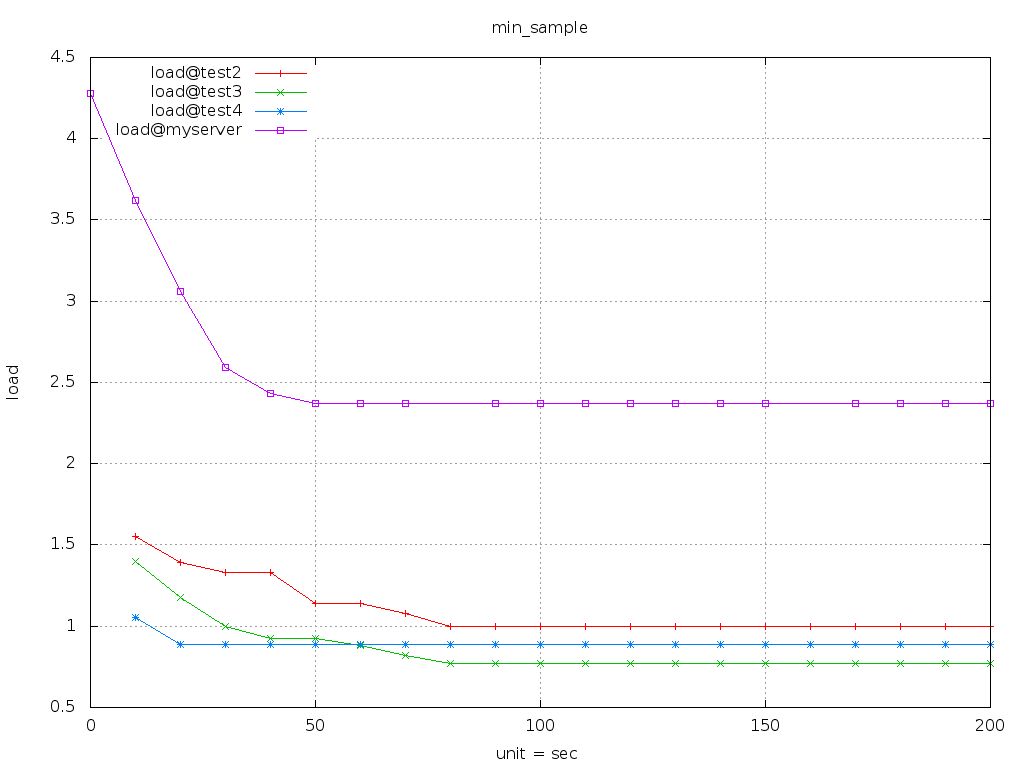 min_sample
4.5
load@test2
load@test3
load@test4
load@myserver
4
3.5
3
2.5
2
1.5
1
0.5
load
0 50 100 150 200
unit = sec